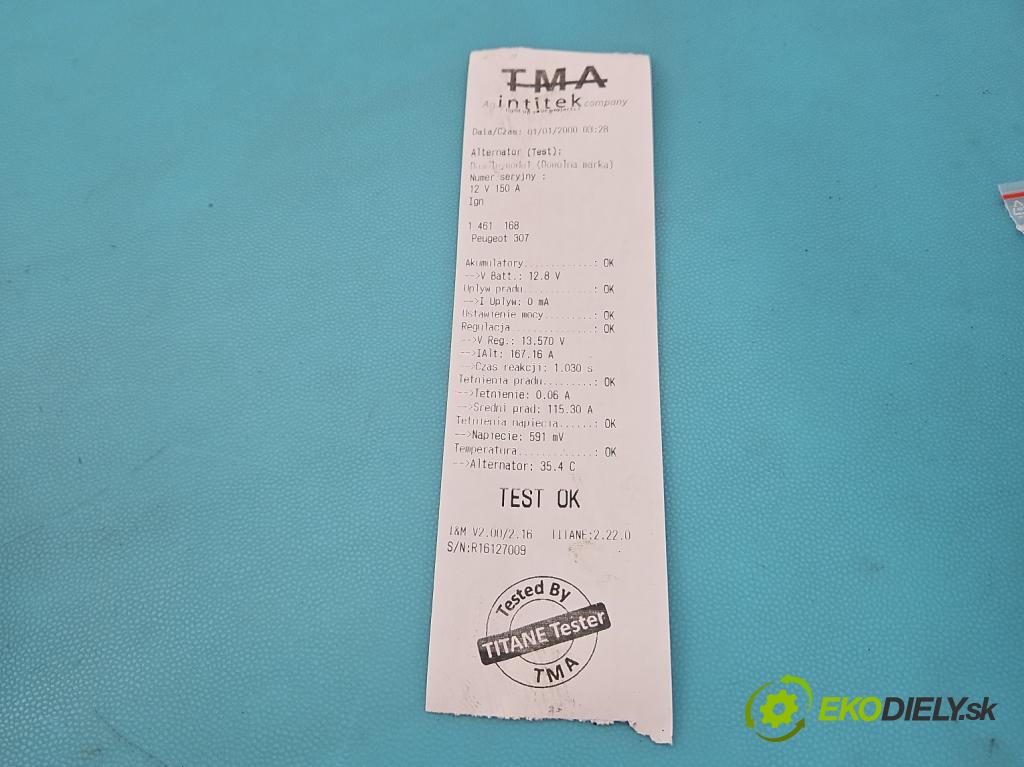 TMA
An intitek company
Data/Czas: 01/01/2000 03:28
Alternator (Test):
(Dowolna marka)
Numer seryjny :
12 V 150 A
Ign
1 461 168
Peugeot 307
Akumulatory............: OK
-->V Batt.: 12.8 V
Uplyw pradu............: OK
-->I Uplyw: 0 mA
Ustawienie mocy........: OK
Regulacja..............: OK
-->V Reg.: 13.570 V
-->IAlt: 167.16 A
-->Czas reakcji: 1.030 s
Tetnienia pradu........: OK
-->Tetnienie: 0.06 A
-->Sredni prad: 115.30 A
Tetnienia napiecia.....: OK
-->Napiecie: 591 mV
Temperatura............: OK
-->Alternator: 35.4 C
TEST OK
I&M V2.00/2.16 TITANE:2.22.0
S/N:R16127009
Tested By
TITANE Tester
TMA
EKODIELY.sk